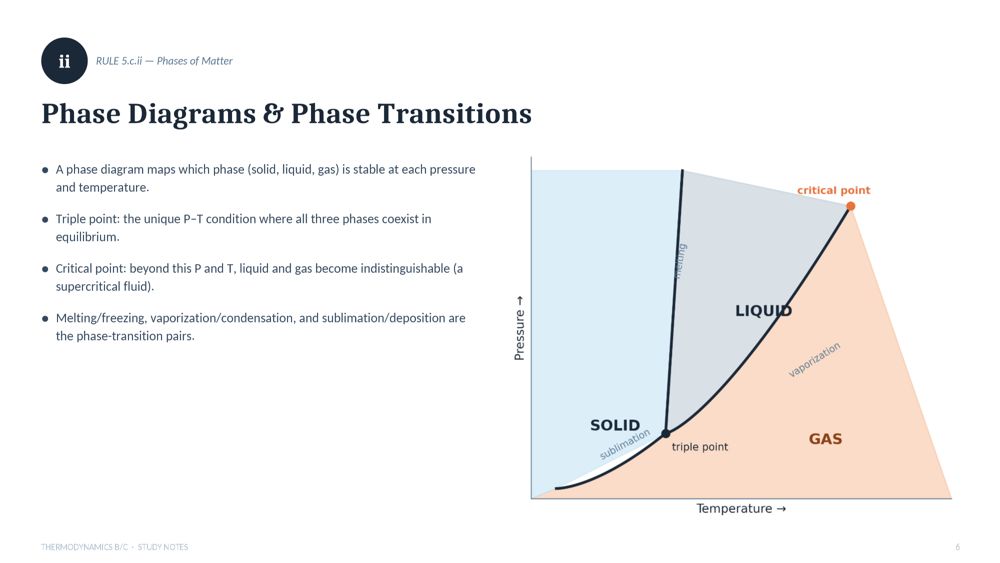 ii
RULE 5.c.ii — Phases of Matter
Phase Diagrams & Phase Transitions
● A phase diagram maps which phase (solid, liquid, gas) is stable at each pressure
and temperature.
● Triple point: the unique P–T condition where all three phases coexist in
equilibrium.
● Critical point: beyond this P and T, liquid and gas become indistinguishable (a
supercritical fluid).
● Melting/freezing, vaporization/condensation, and sublimation/deposition are
the phase-transition pairs.
critical point
melting
LIQUID
Pressure →
vaporization
SOLID
sublimation
triple point
GAS
Temperature →
THERMODYNAMICS B/C · STUDY NOTES
6